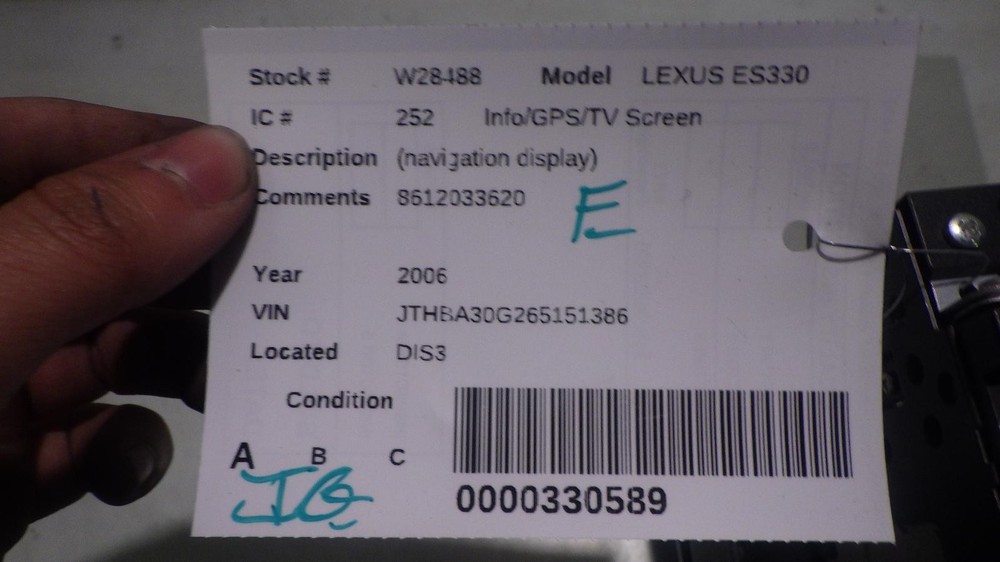 Stock # W28488 Model LEXUS ES330
IC # 252 Info/GPS/TV Screen
Description (navigation display)
Comments 8612033620
E
Year 2006
VIN JTHBA30G265151386
Located DIS3
Condition
A B C
0000330589